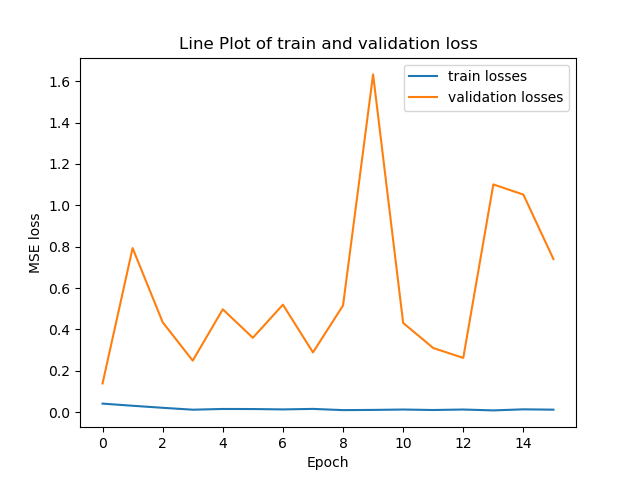 Line Plot of train and validation loss
train losses
validation losses
1.6
1.4
1.2
1.0
0.8
0.6
0.4
0.2
0.0
MSE loss
0 2 4 6 8 10 12 14
Epoch